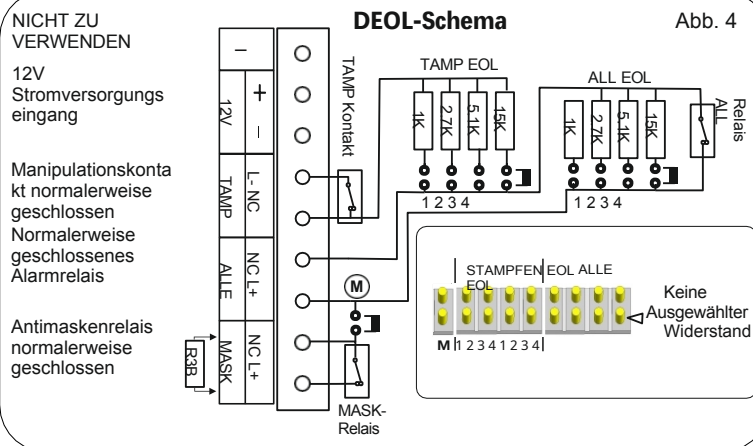 DEOL-Schema
Abb. 4
NICHT ZU
VERWENDEN
12V
Stromversorgungs
eingang
Manipulationskonta
kt normalerweise
geschlossen
Normalerweise
geschlossenes
Alarmrelais
Antimaskenrelais
normalerweise
geschlossen
R3B
–
12V
+
–
TAMP
L- NC
ALLE
NC L+
MASK
NC L+
TAMP Kontakt
TAMP EOL
1K
2.7K
5.1K
15K
1 2 3 4
ALL EOL
1K
2.7K
5.1K
15K
1 2 3 4
Relais
ALL
M
MASK-
Relais
STAMPFEN EOL ALLE
EOL
M 1 2 3 4 1 2 3 4
Keine
Ausgewählter
Widerstand